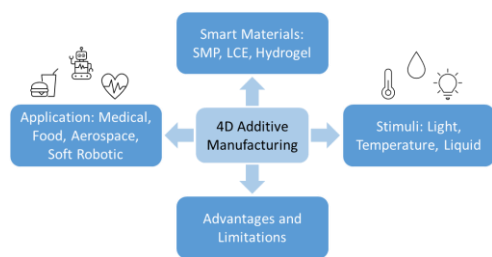 Smart Materials:
SMP, LCE, Hydrogel
Application: Medical,
Food, Aerospace,
Soft Robotic
4D Additive
Manufacturing
Stimuli: Light,
Temperature, Liquid
Advantages and
Limitations